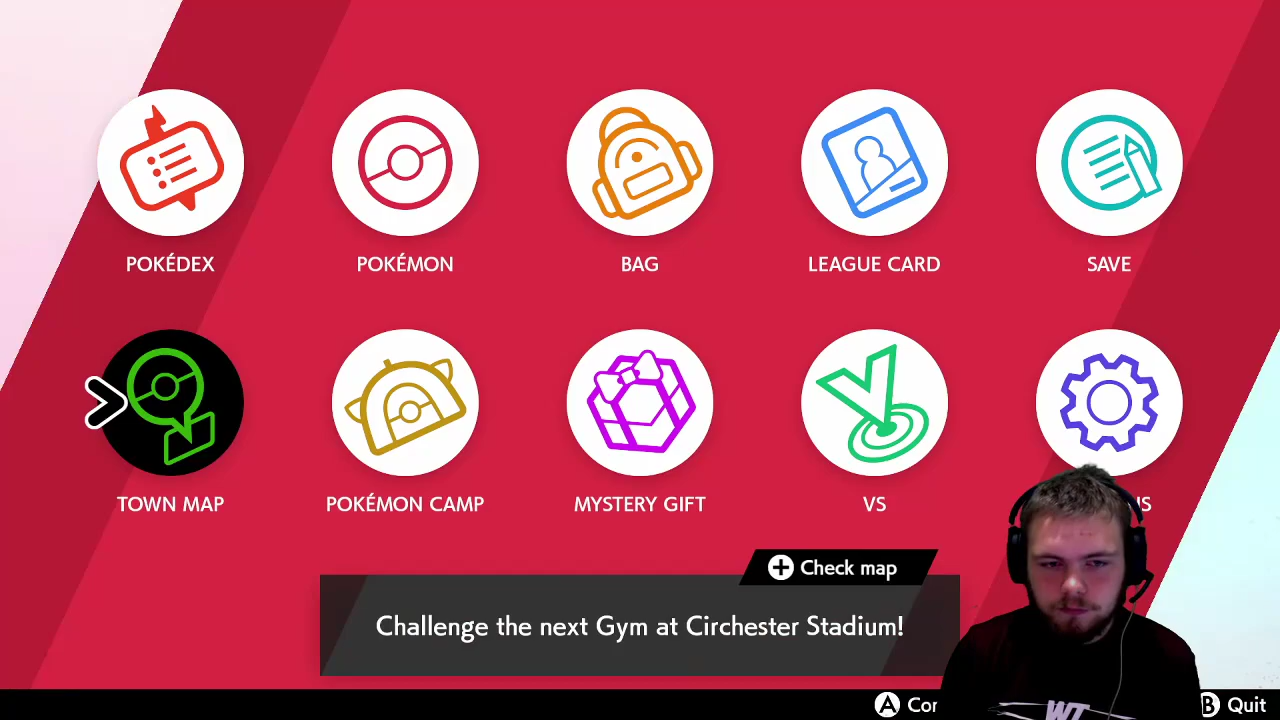 POKÉDEX
POKÉMON
BAG
LEAGUE CARD
SAVE
TOWN MAP
POKÉMON CAMP
MYSTERY GIFT
VS
Check map
Challenge the next Gym at Circhester Stadium!
A
B Quit